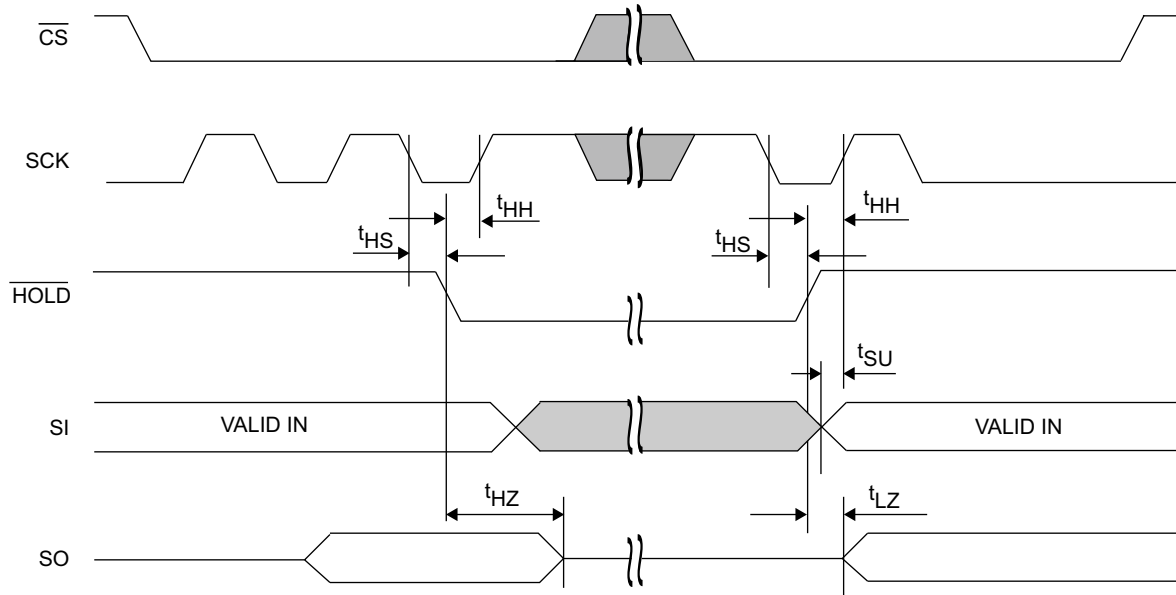 CS
SCK
tHH
tHH
tHS
tHS
HOLD
tSU
SI
VALID IN
VALID IN
tHZ
tLZ
SO